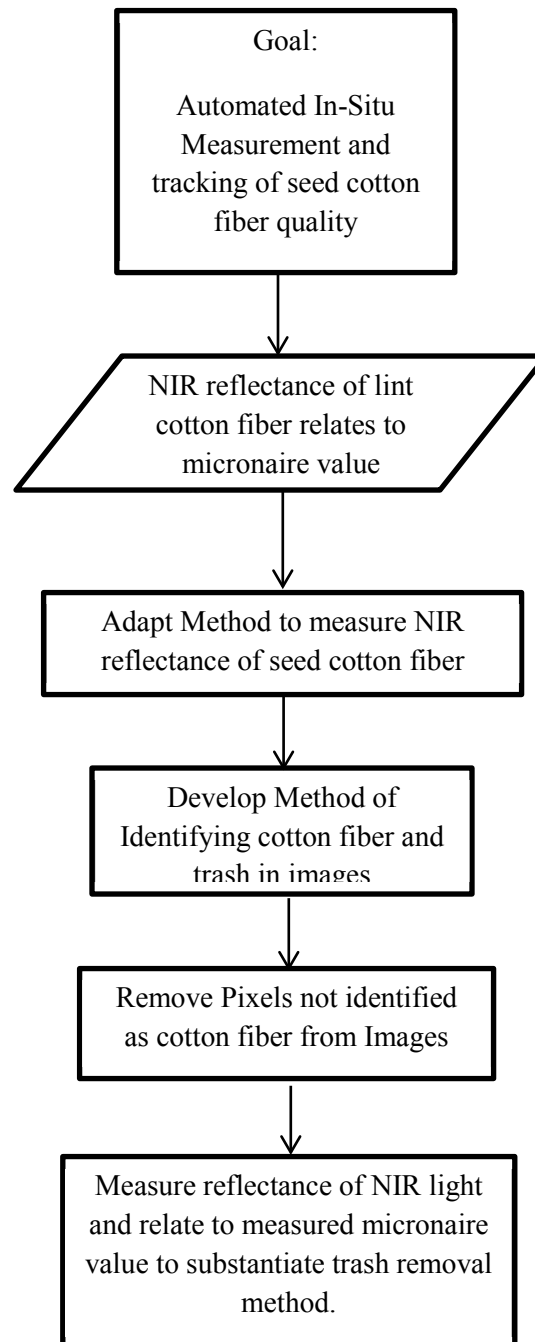 Goal:
Automated In-Situ
Measurement and
tracking of seed cotton
fiber quality
NIR reflectance of lint
cotton fiber relates to
micronaire value
Adapt Method to measure NIR
reflectance of seed cotton fiber
Develop Method of
Identifying cotton fiber and
trash in images
Remove Pixels not identified
as cotton fiber from Images
Measure reflectance of NIR light
and relate to measured micronaire
value to substantiate trash removal
method.